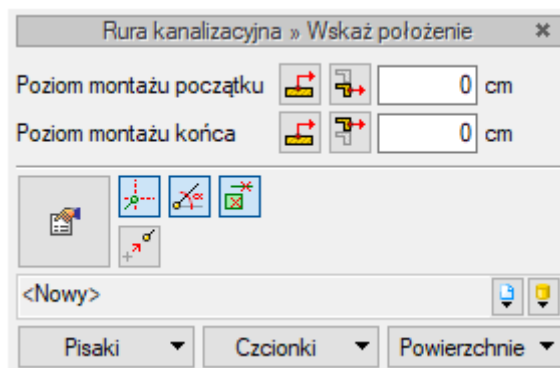 Rura kanalizacyjna » Wskaż położenie
Poziom montażu początku 0 cm
Poziom montażu końca 0 cm
<Nowy>
Pisaki Czcionki Powierzchnie